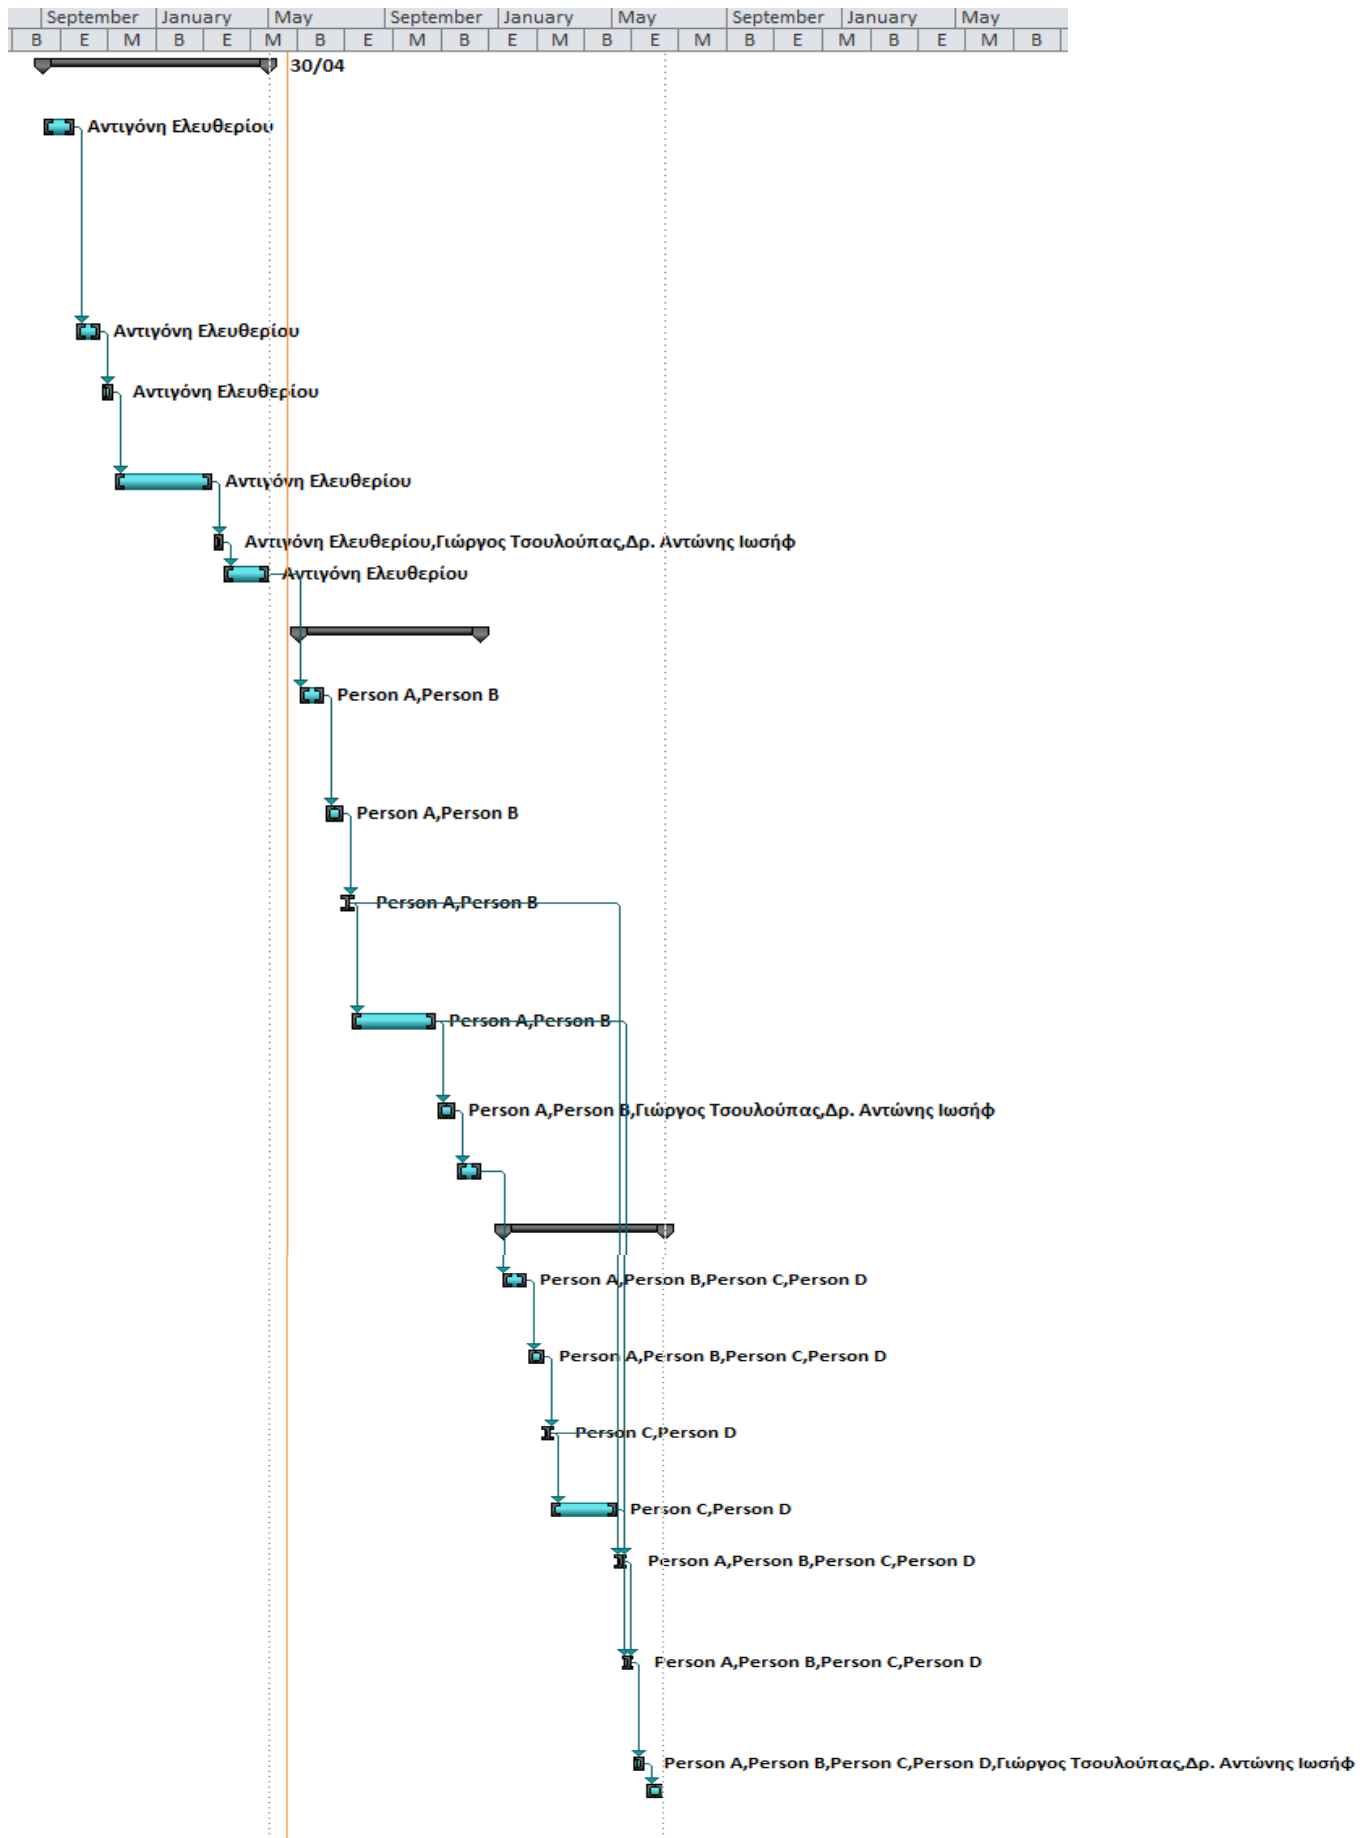 September January May September January May September January May
B E M B E M B E M B E M B E M B E M B E M B
30/04
Αντιγόνη Ελευθερίου
Αντιγόνη Ελευθερίου
Αντιγόνη Ελευθερίου
Αντιγόνη Ελευθερίου
Αντιγόνη Ελευθερίου,Γιώργος Τσουλούπας,Δρ. Αντώνης Ιωσήφ
Αντιγόνη Ελευθερίου
Person A,Person B
Person A,Person B
Person A,Person B
Person A,Person B
Person A,Person B,Γιώργος Τσουλούπας,Δρ. Αντώνης Ιωσήφ
Person A,Person B,Person C,Person D
Person A,Person B,Person C,Person D
Person C,Person D
Person C,Person D
Person A,Person B,Person C,Person D
Person A,Person B,Person C,Person D
Person A,Person B,Person C,Person D,Γιώργος Τσουλούπας,Δρ. Αντώνης Ιωσήφ